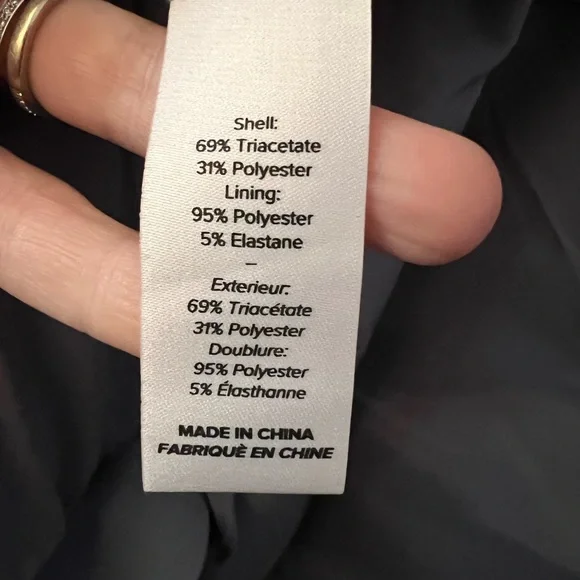 Shell:
69% Triacetate
31% Polyester
Lining:
95% Polyester
5% Elastane
–
Exterieur:
69% Triacétate
31% Polyester
Doublure:
95% Polyester
5% Élasthanne
MADE IN CHINA
FABRIQUÈ EN CHINE